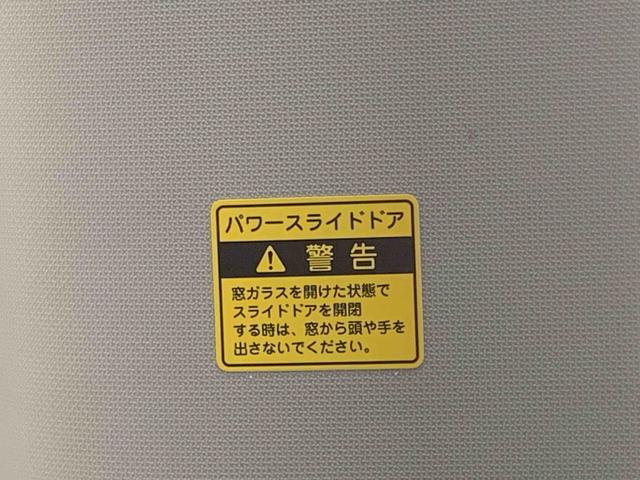 パワースライドドア
警告
窓ガラスを開けた状態で
スライドドアを開閉
する時は、窓から頭や手を
出さないでください。